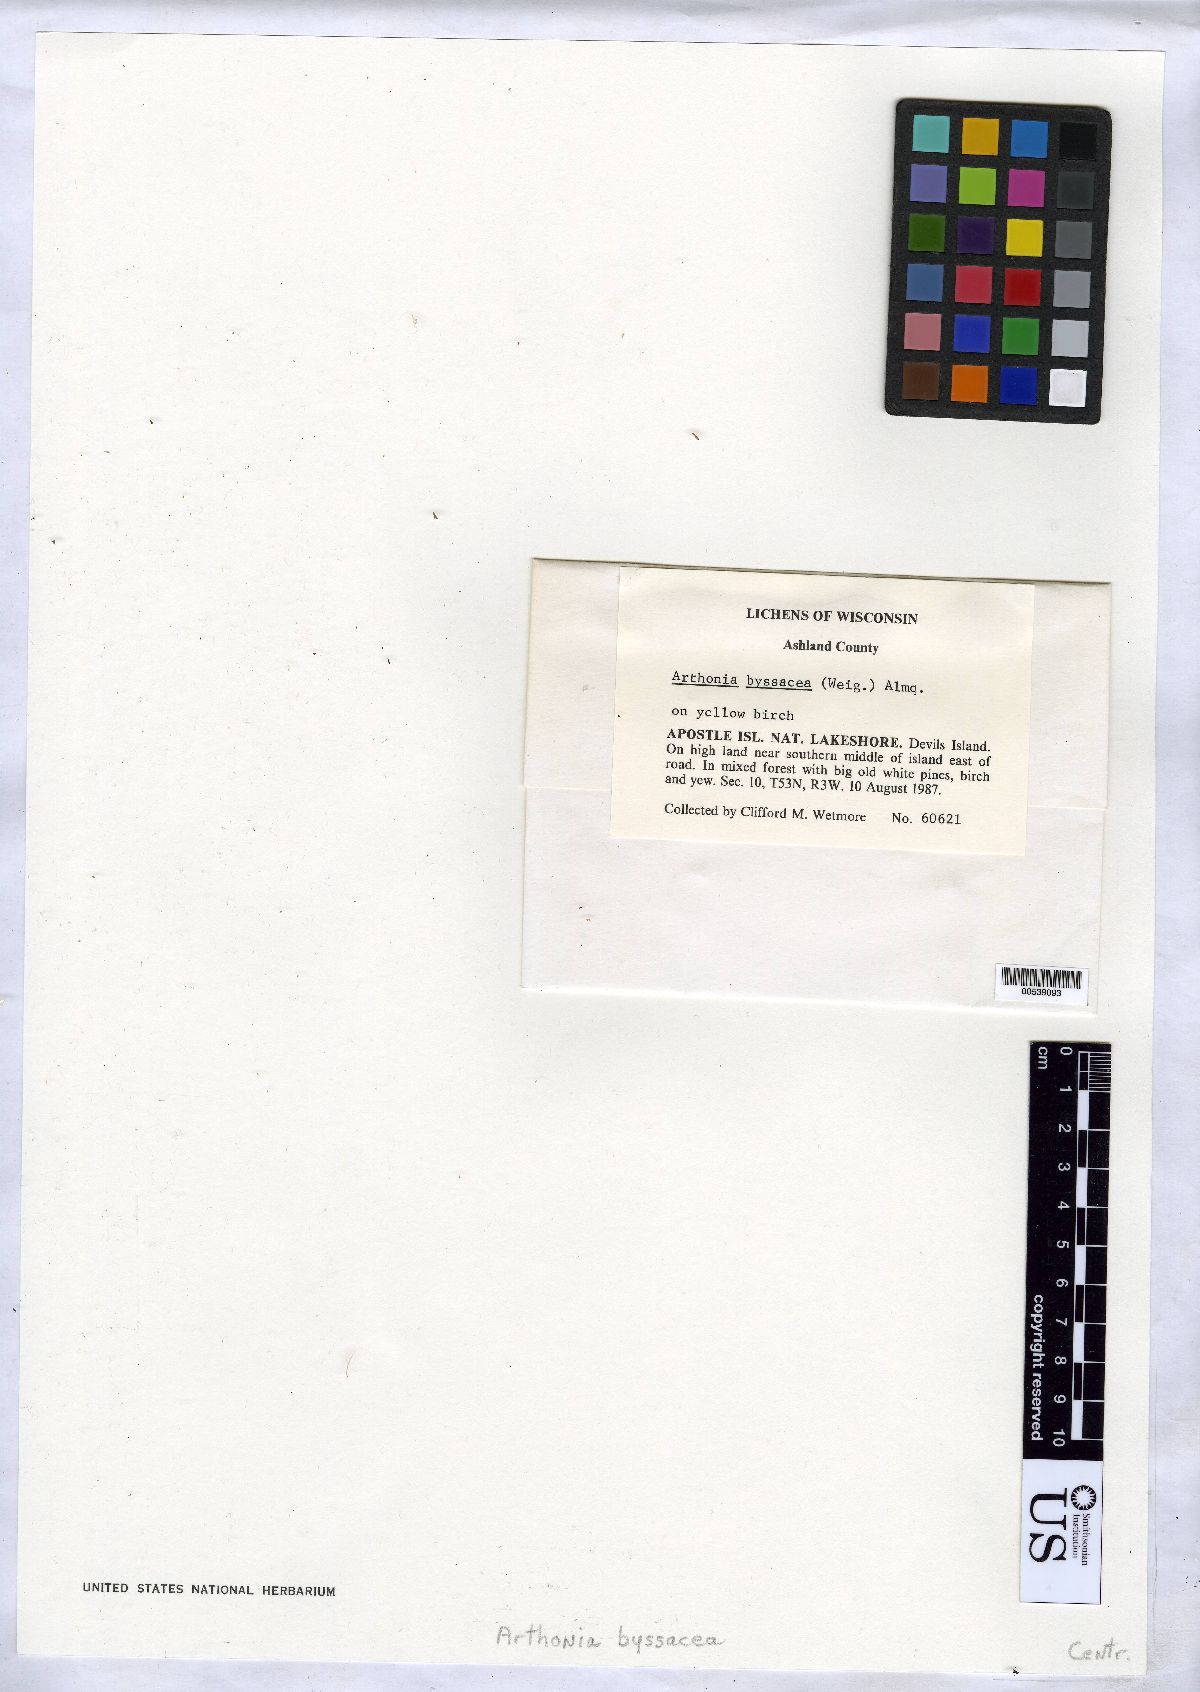 LICHENS OF WISCONSIN
Ashland County
Arthonia byssacea (Weig.) Almq.
on yellow birch
APOSTLE ISL. NAT. LAKESHORE. Devils Island.
On high land near southern middle of island east of
road. In mixed forest with big old white pines, birch
and yew. Sec. 10, T53N, R3W. 10 August 1987.
Collected by Clifford M. Wetmore No. 60621
00539093
0 1 2 3 4 5 6 7 8 9 10
cm
copyright reserved
Smithsonian
Institution
US
UNITED STATES NATIONAL HERBARIUM
Arthonia byssacea
Centr.